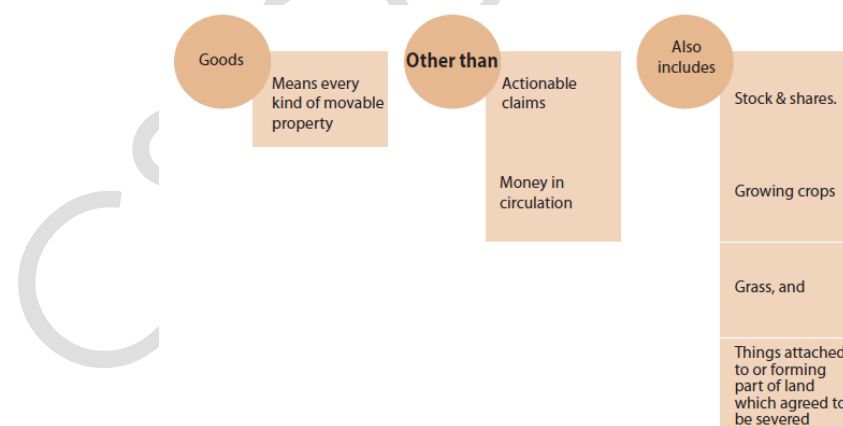 Goods
Means every
kind of movable
property
Other than
Actionable
claims
Money in
circulation
Also
includes
Stock & shares.
Growing crops
Grass, and
Things attached
to or forming
part of land
which agreed to
be severed